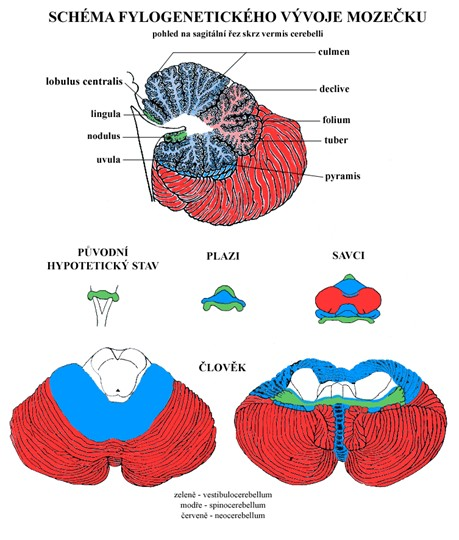 SCHÉMA FYLOGENETICKÉHO VÝVOJE MOZEČKU
pohled na sagitální řez skrz vermis cerebelli
culmen
lobulus centralis
declive
lingula
folium
nodulus
tuber
uvula
pyramis
PŮVODNÍ
HYPOTETICKÝ STAV
PLAZI
SAVCI
ČLOVĚK
zeleně - vestibulocerebellum
modře - spinocerebellum
červeně - neocerebellum